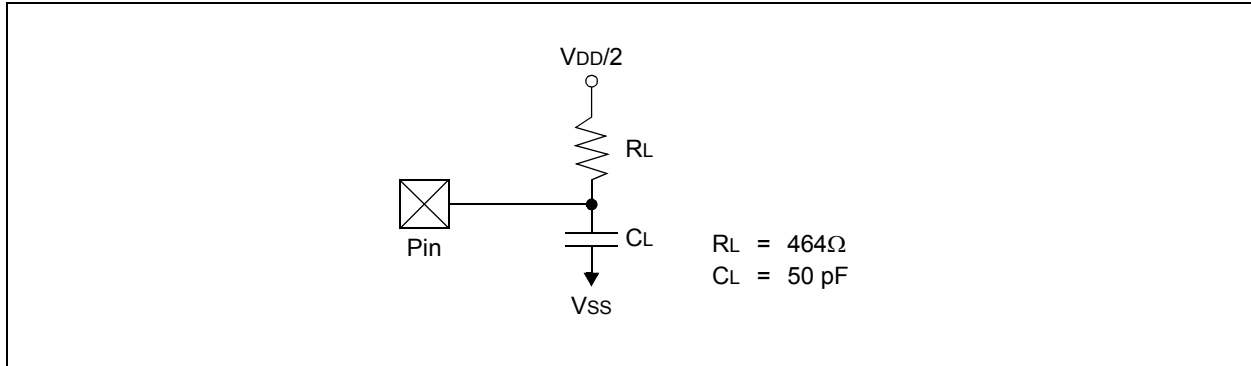 VDD/2
RL
Pin
CL
RL = 464Ω
CL = 50 pF
VSS